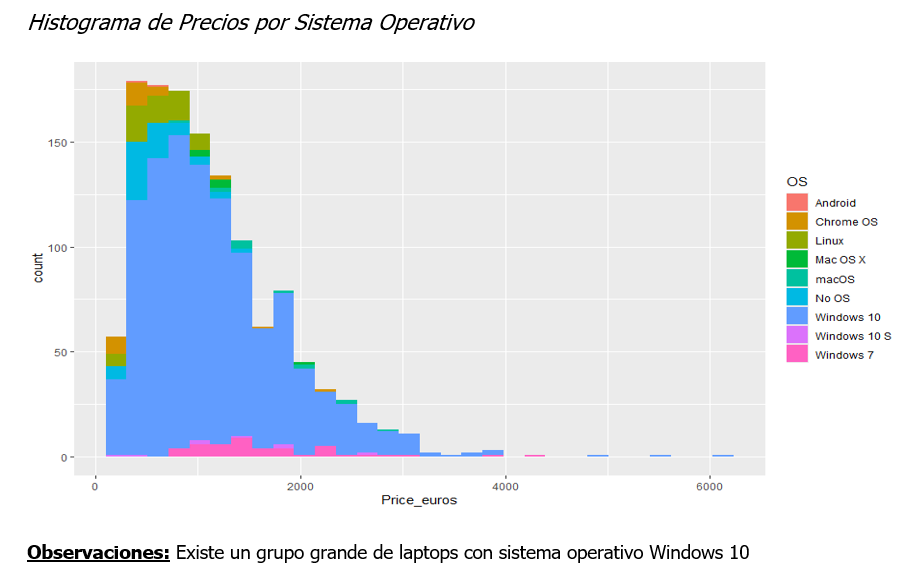 Histograma de Precios por Sistema Operativo
150
100
50
0
count
0
2000
4000
6000
Price_euros
OS
Android
Chrome OS
Linux
Mac OS X
macOS
No OS
Windows 10
Windows 10 S
Windows 7
Observaciones: Existe un grupo grande de laptops con sistema operativo Windows 10